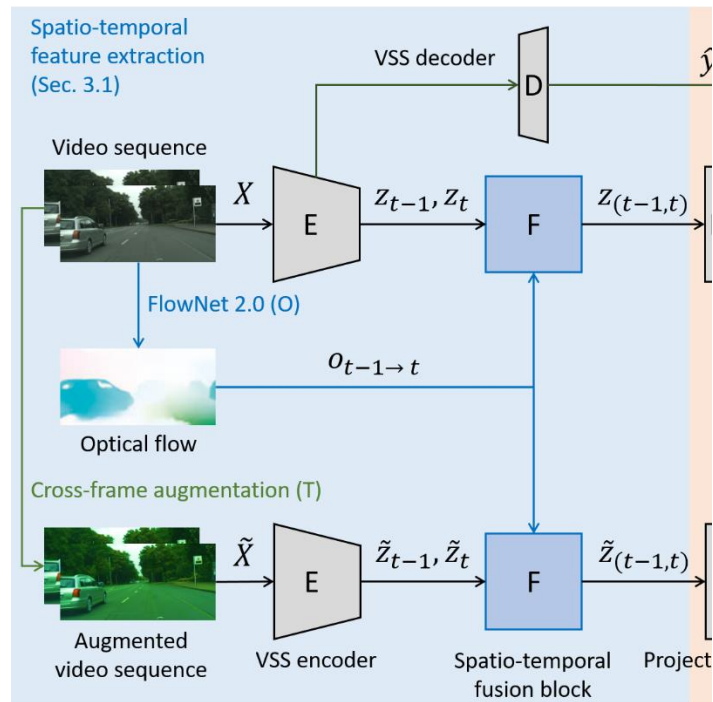 Spatio-temporal
feature extraction
(Sec. 3.1)
VSS decoder
D
ŷ
Video sequence
X
E
z_{t-1}, z_t
F
z_{(t-1,t)}
FlowNet 2.0 (O)
o_{t-1→t}
Optical flow
Cross-frame augmentation (T)
X̃
E
z̃_{t-1}, z̃_t
F
z̃_{(t-1,t)}
Augmented
video sequence
VSS encoder
Spatio-temporal
fusion block
Project